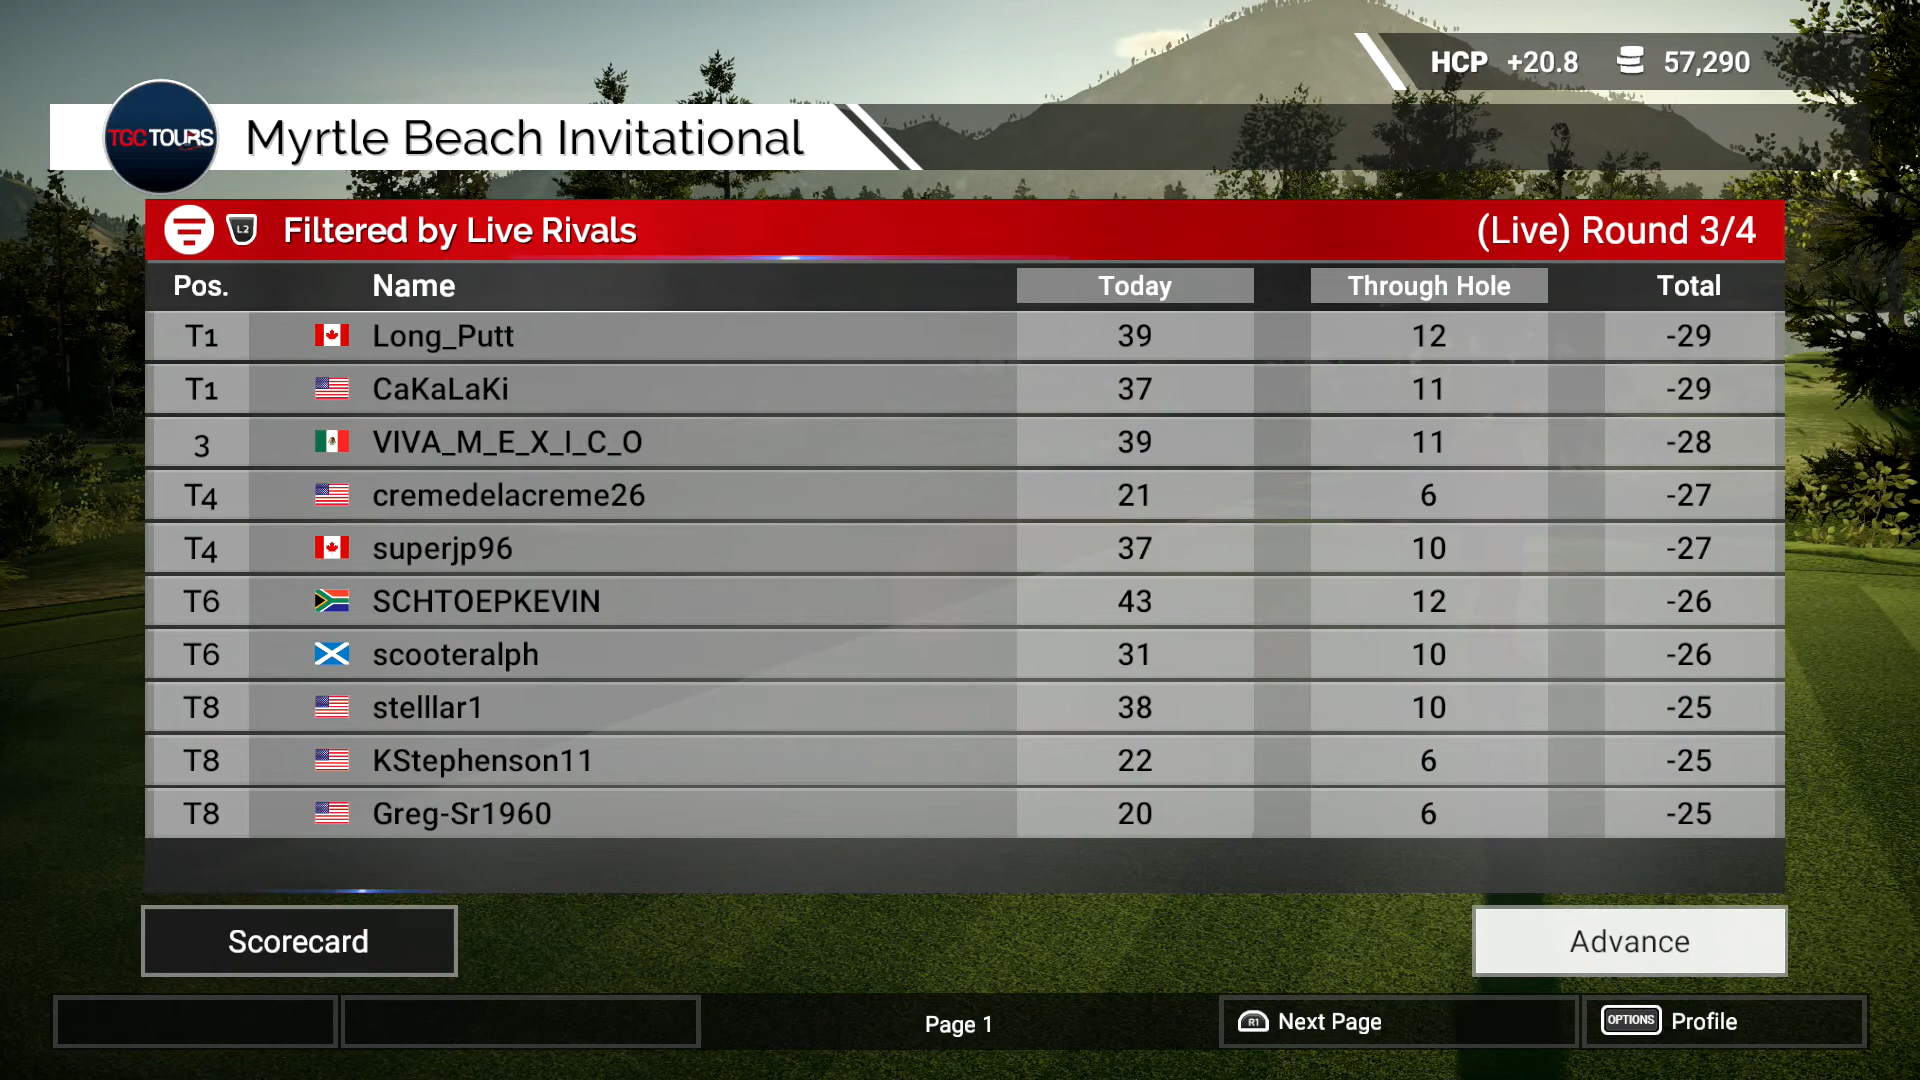 HCP +20.8 57,290
TGC TOURS Myrtle Beach Invitational
L2 Filtered by Live Rivals (Live) Round 3/4
Pos. Name Today Through Hole Total
T1 Long_Putt 39 12 -29
T1 CaKaLaKi 37 11 -29
3 VIVA_M_E_X_I_C_O 39 11 -28
T4 cremedelacreme26 21 6 -27
T4 superjp96 37 10 -27
T6 SCHTOEPKEVIN 43 12 -26
T6 scooteralph 31 10 -26
T8 stelllar1 38 10 -25
T8 KStephenson11 22 6 -25
T8 Greg-Sr1960 20 6 -25
Scorecard Advance
Page 1 R1 Next Page OPTIONS Profile